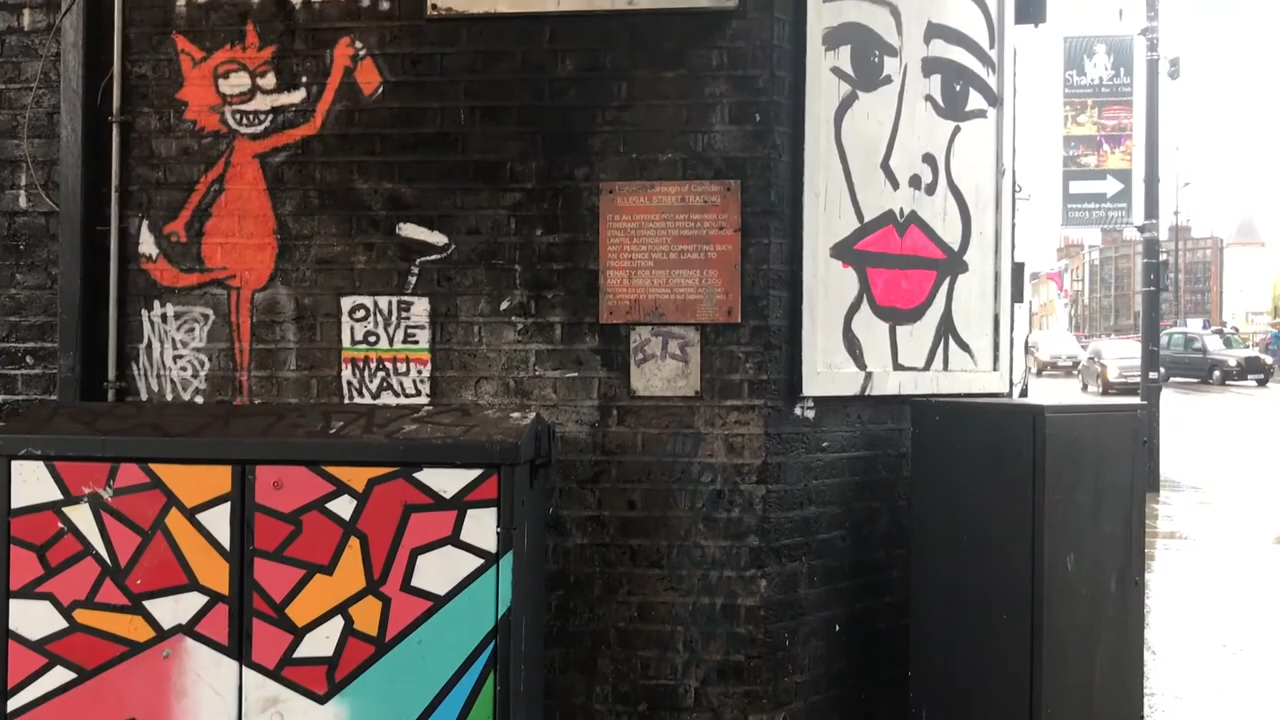 London Borough of Camden
ILLEGAL STREET TRADING
IT IS AN OFFENCE FOR ANY HAWKER OR
ITINERANT TRADER TO PITCH A BOOTH,
STALL OR STAND ON THE HIGHWAY WITHOUT
LAWFUL AUTHORITY.
ANY PERSON FOUND COMMITTING SUCH
AN OFFENCE WILL BE LIABLE TO
PROSECUTION
PENALTY FOR FIRST OFFENCE £50
ANY SUBSEQUENT OFFENCE £200
ONE
LOVE
MAU
MAU
Shaka Zulu
Restaurant | Bar | Club
www.shaka-zulu.com
0203 376 9911